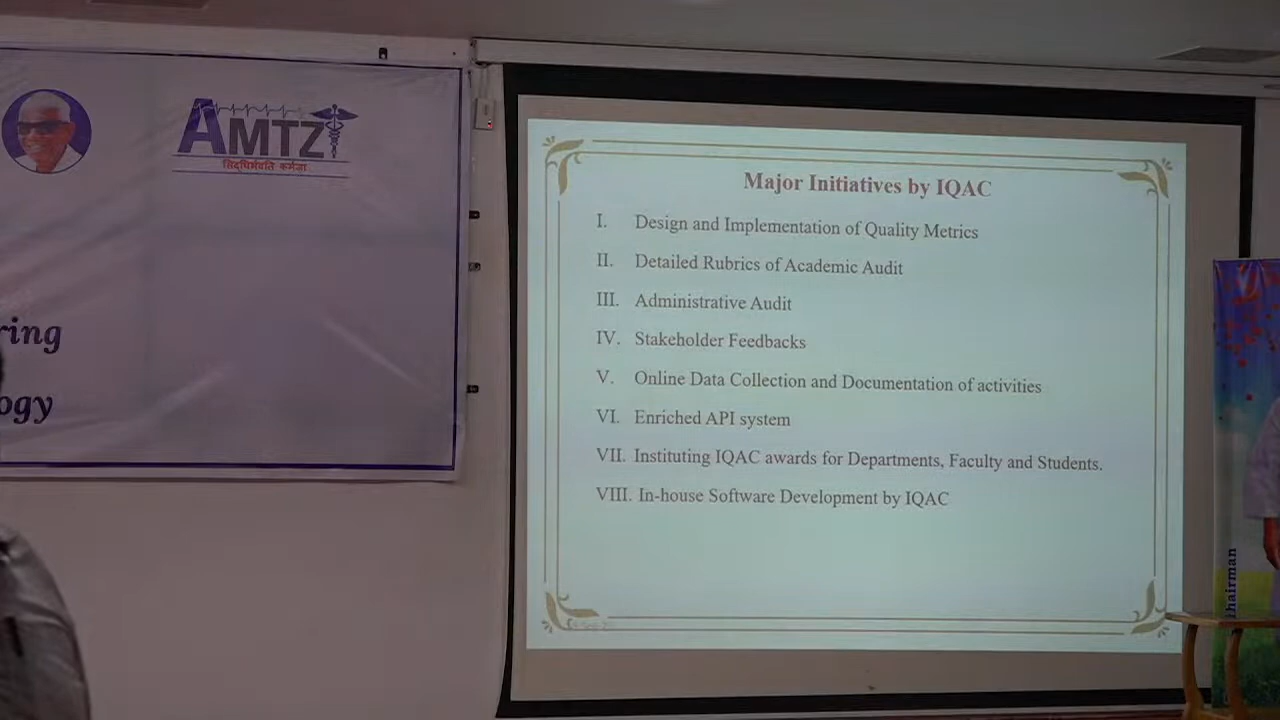 AMTZ
सिद्धिर्भवति कर्मजा
ring
ogy
Major Initiatives by IQAC
I. Design and Implementation of Quality Metrics
II. Detailed Rubrics of Academic Audit
III. Administrative Audit
IV. Stakeholder Feedbacks
V. Online Data Collection and Documentation of activities
VI. Enriched API system
VII. Instituting IQAC awards for Departments, Faculty and Students.
VIII. In-house Software Development by IQAC
hairman